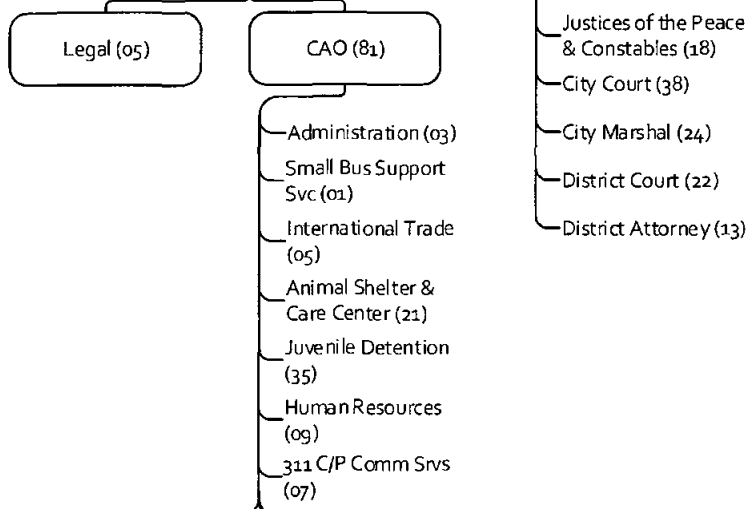 Legal (05)
CAO (81)
Administration (03)
Small Bus Support
Svc (01)
International Trade
(05)
Animal Shelter &
Care Center (21)
Juvenile Detention
(35)
Human Resources
(09)
311 C/P Comm Srvs
(07)
Justices of the Peace
& Constables (18)
City Court (38)
City Marshal (24)
District Court (22)
District Attorney (13)